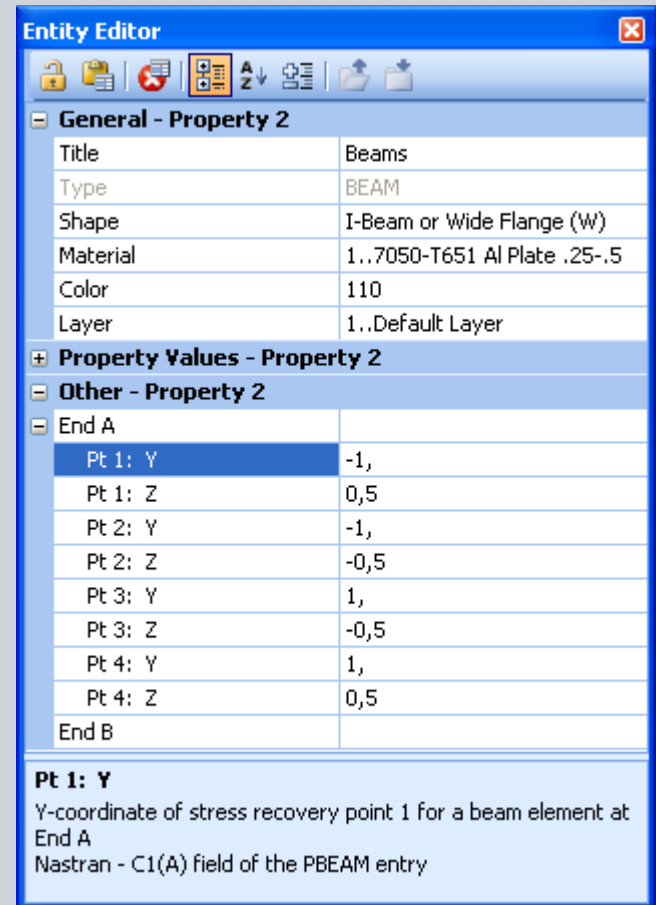 Entity Editor
General - Property 2
Title Beams
Type BEAM
Shape I-Beam or Wide Flange (W)
Material 1..7050-T651 Al Plate .25-.5
Color 110
Layer 1..Default Layer
Property Values - Property 2
Other - Property 2
End A
Pt 1: Y -1,
Pt 1: Z 0,5
Pt 2: Y -1,
Pt 2: Z -0,5
Pt 3: Y 1,
Pt 3: Z -0,5
Pt 4: Y 1,
Pt 4: Z 0,5
End B
Pt 1: Y
Y-coordinate of stress recovery point 1 for a beam element at
End A
Nastran - C1(A) field of the PBEAM entry